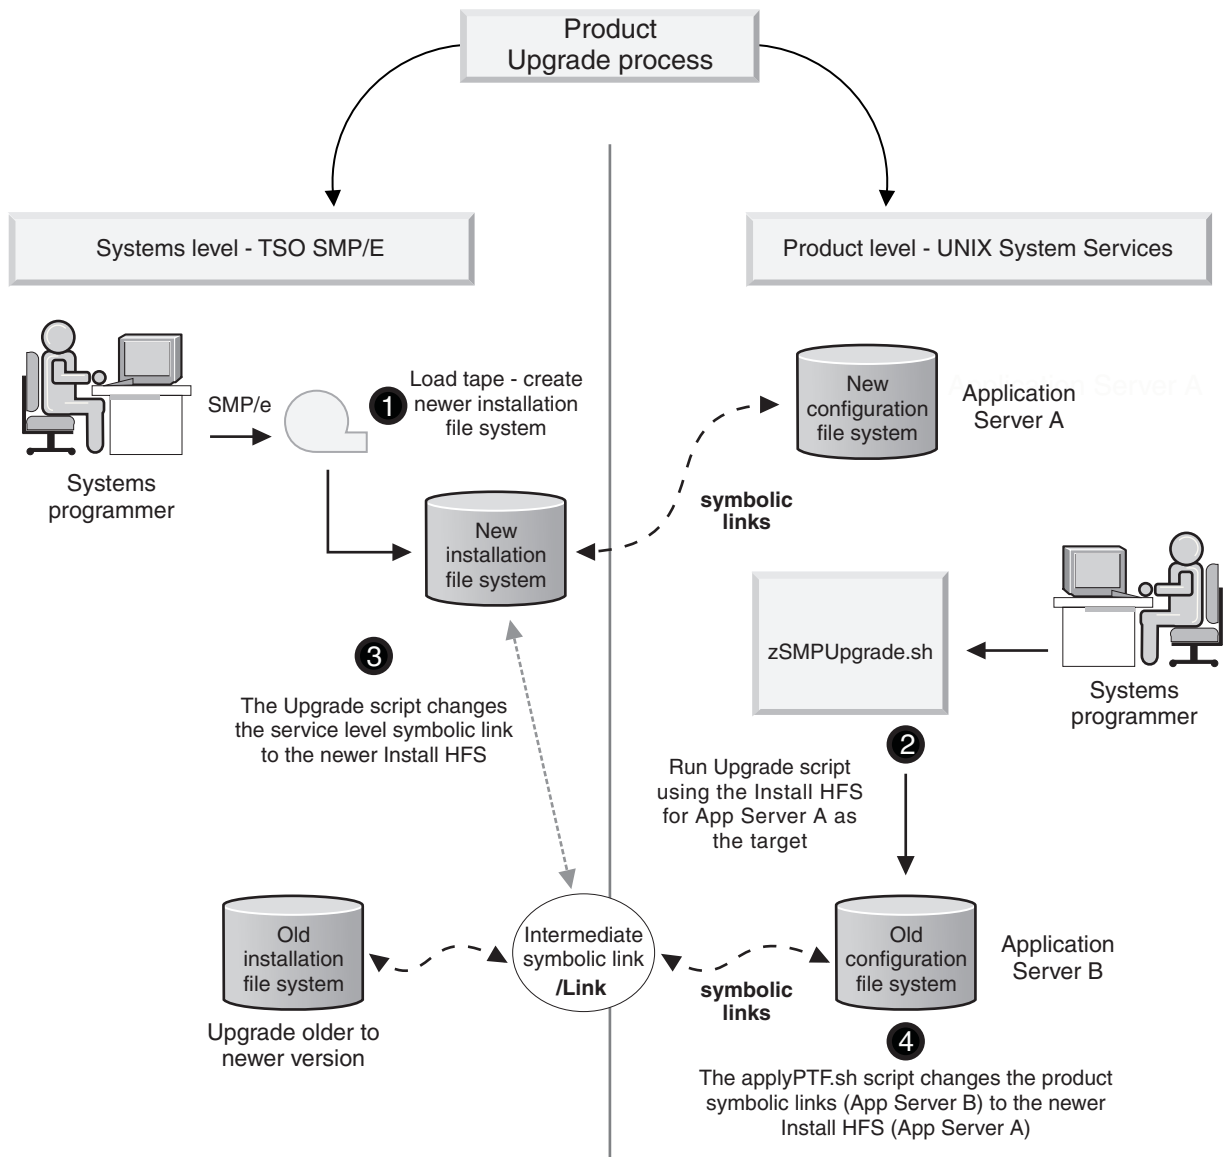 Product
Upgrade process
Systems level - TSO SMP/E
Product level - UNIX System Services
SMP/e
1
Load tape - create
newer installation
file system
Systems
programmer
New
installation
file system
New
configuration
file system
Application Server A
Application
Server A
symbolic
links
zSMPUpgrade.sh
Systems
programmer
3
The Upgrade script changes
the service level symbolic link
to the newer Install HFS
2
Run Upgrade script
using the Install HFS
for App Server A as
the target
Old
installation
file system
Upgrade older to
newer version
Intermediate
symbolic link
/Link
symbolic
links
Old
configuration
file system
Application
Server B
4
The applyPTF.sh script changes the product
symbolic links (App Server B) to the newer
Install HFS (App Server A)